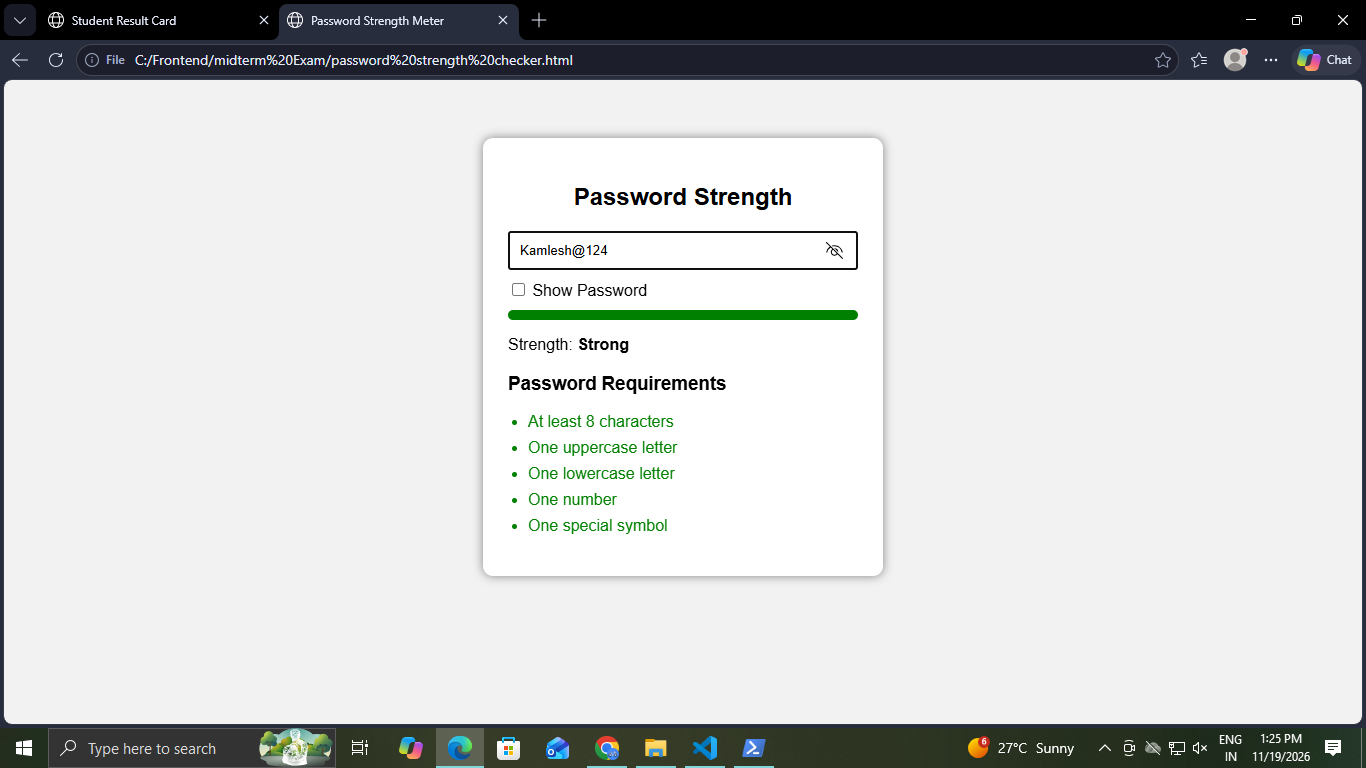 Student Result Card
Password Strength Meter
File C:/Frontend/midterm%20Exam/password%20strength%20checker.html
Chat
Password Strength
Kamlesh@124
Show Password
Strength: Strong
Password Requirements
At least 8 characters
One uppercase letter
One lowercase letter
One number
One special symbol
Type here to search
6
27°C Sunny
ENG
IN
1:25 PM
11/19/2026